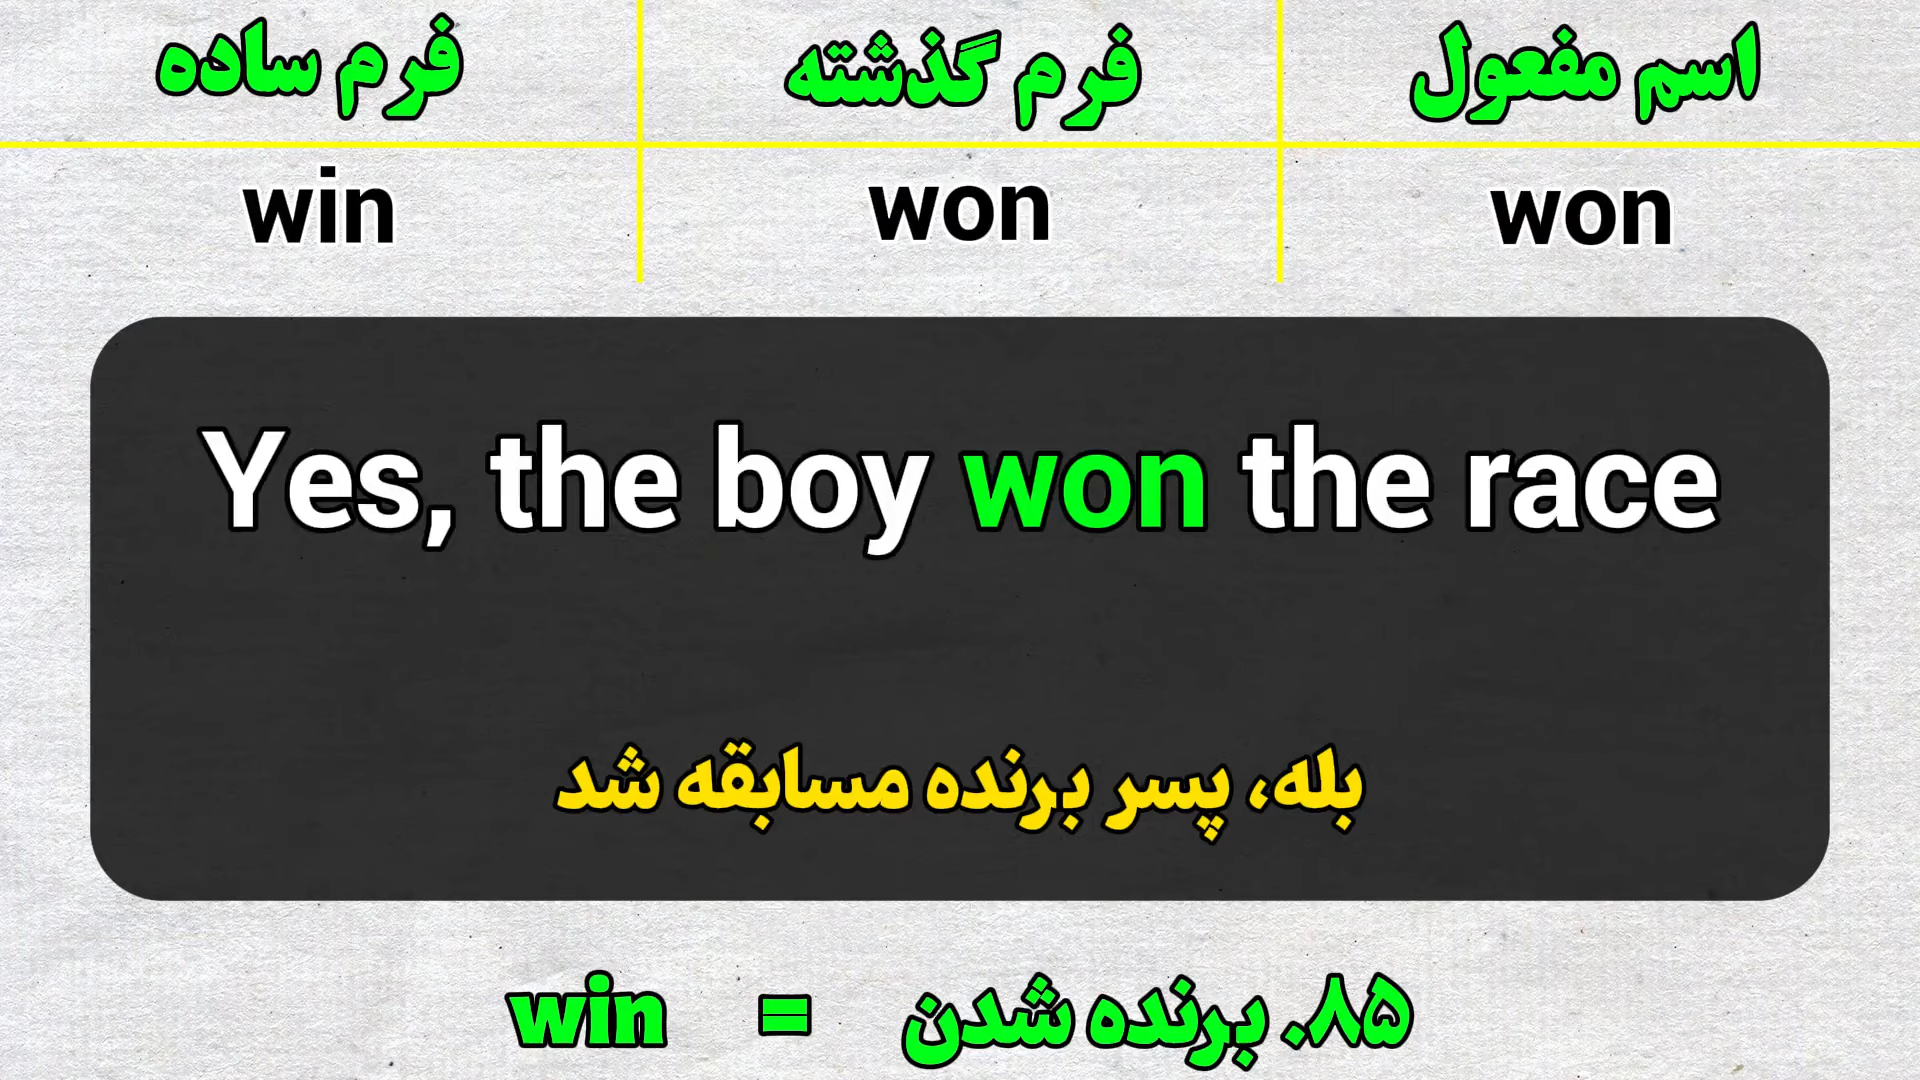 فرم ساده فرم گذشته اسم مفعول
win won won
Yes, the boy won the race
بله، پسر برنده مسابقه شد
۸۵. برنده شدن = win